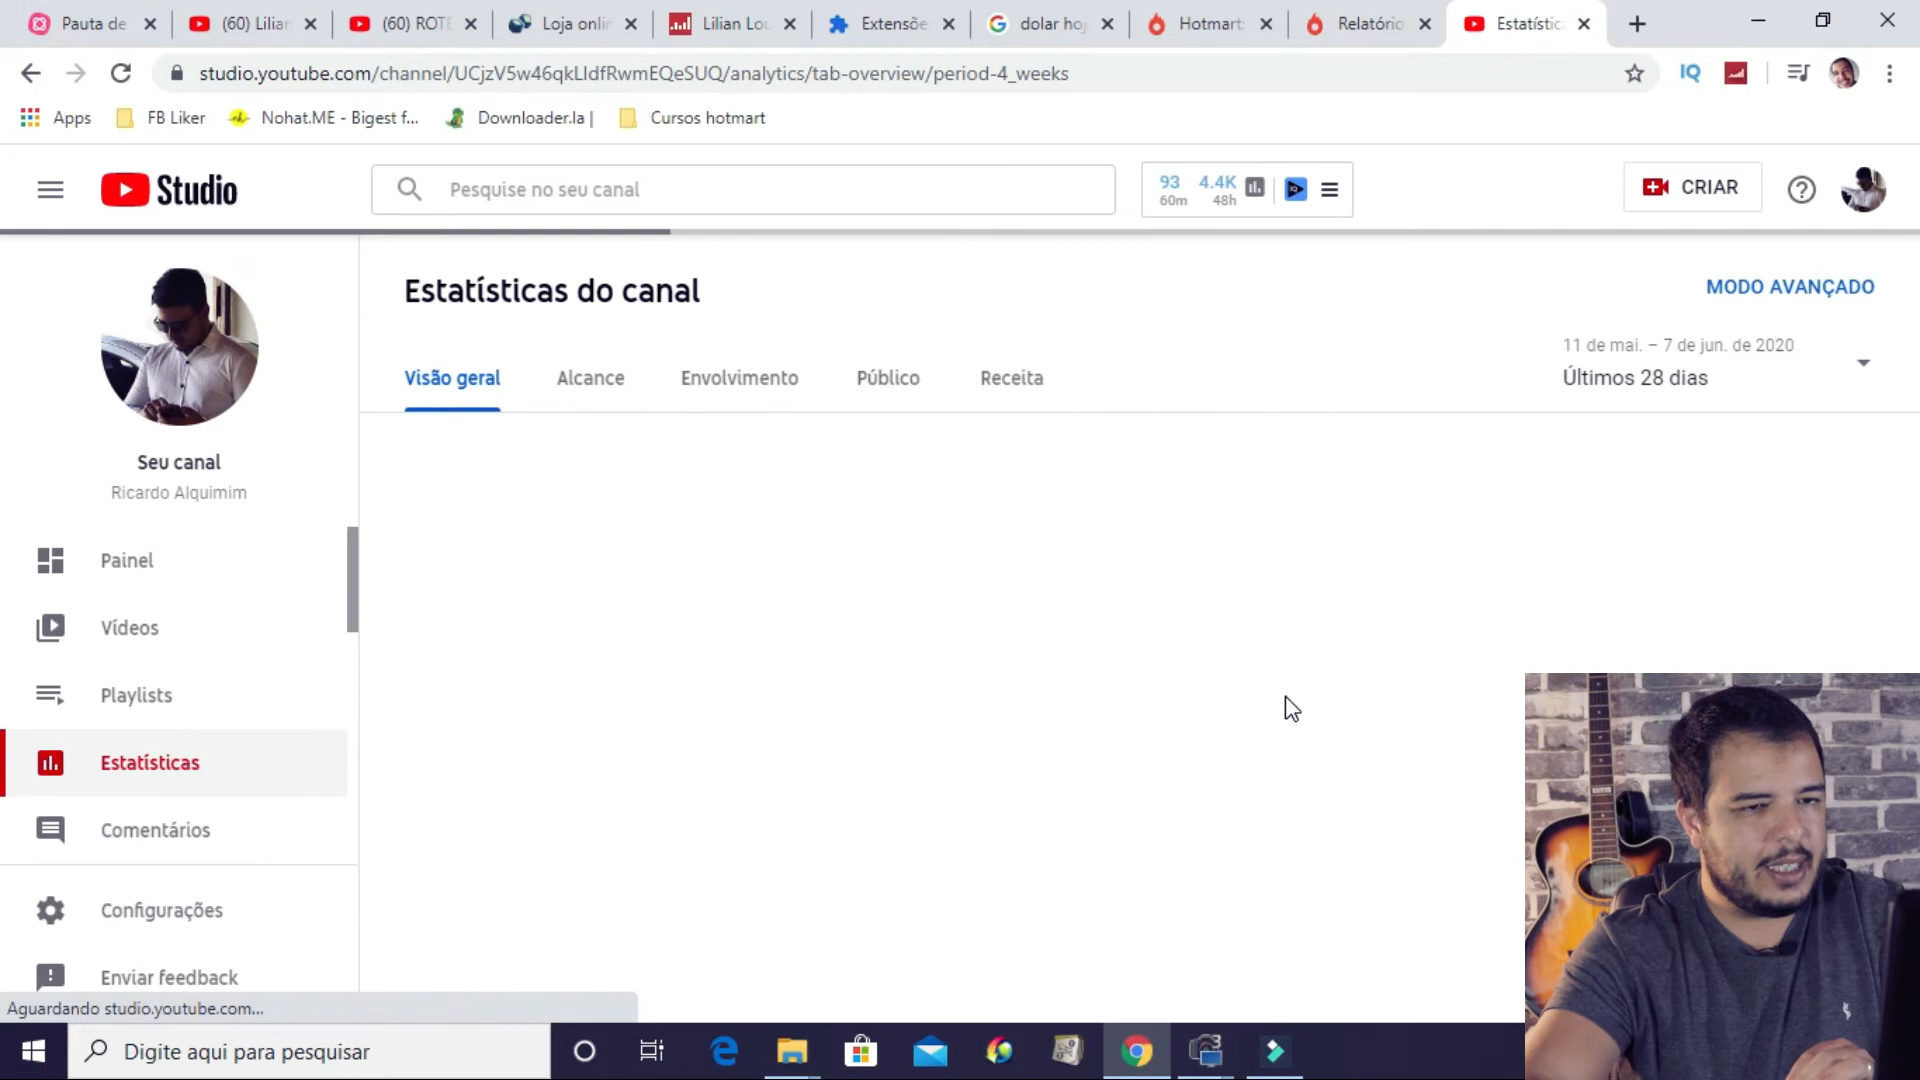 Pauta de
(60) Lilian
(60) ROTE
Loja onlin
Lilian Lou
Extensõe
dolar hoj
Hotmart
Relatório
Estatístic
studio.youtube.com/channel/UCjzV5w46qkLIdfRwmEQeSUQ/analytics/tab-overview/period-4_weeks
IQ
Apps
FB Liker
Nohat.ME - Bigest f...
Downloader.la |
Cursos hotmart
Studio
Pesquise no seu canal
93 4.4K
60m 48h
CRIAR
Estatísticas do canal
MODO AVANÇADO
11 de mai. – 7 de jun. de 2020
Últimos 28 dias
Visão geral
Alcance
Envolvimento
Público
Receita
Seu canal
Ricardo Alquimim
Painel
Vídeos
Playlists
Estatísticas
Comentários
Configurações
Enviar feedback
Aguardando studio.youtube.com...
Digite aqui para pesquisar